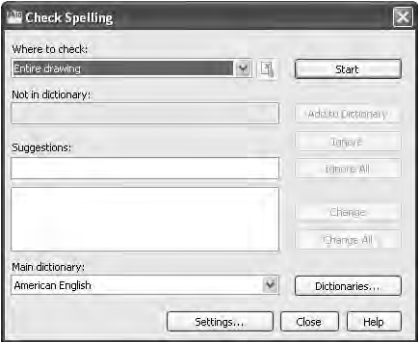 Check Spelling
Where to check:
Entire drawing
Start
Not in dictionary:
Add to Dictionary
Ignore
Suggestions:
Ignore All
Change
Change All
Main dictionary:
American English
Dictionaries...
Settings...
Close
Help